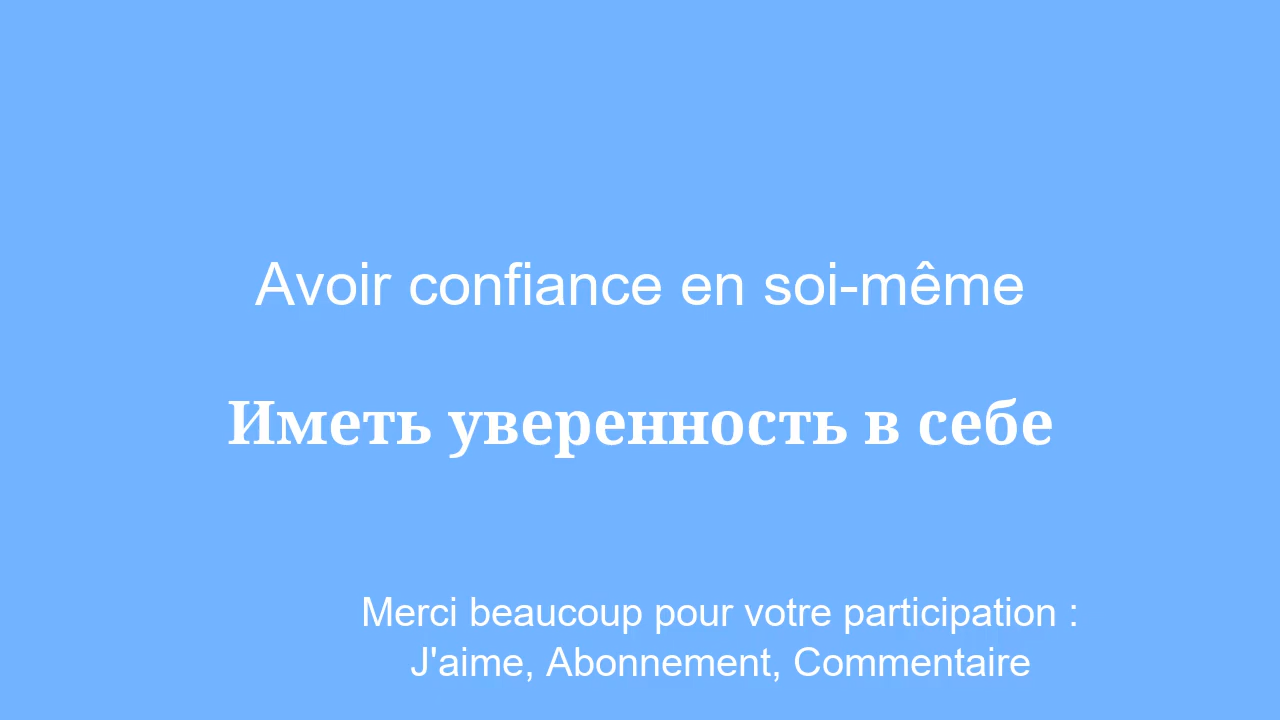 Avoir confiance en soi-même
Иметь уверенность в себе
Merci beaucoup pour votre participation :
J'aime, Abonnement, Commentaire